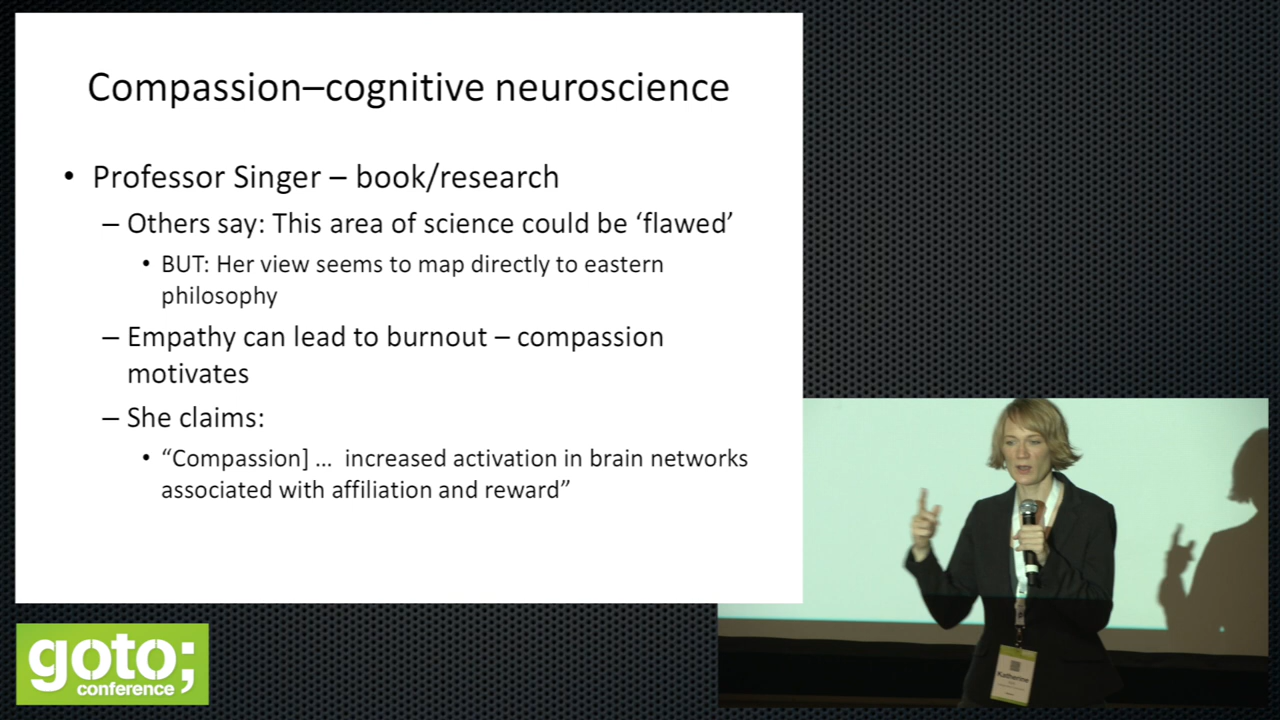 Compassion–cognitive neuroscience
• Professor Singer – book/research
– Others say: This area of science could be ‘flawed’
• BUT: Her view seems to map directly to eastern
philosophy
– Empathy can lead to burnout – compassion
motivates
– She claims:
• “Compassion] … increased activation in brain networks
associated with affiliation and reward”
goto;
conference
Katherine